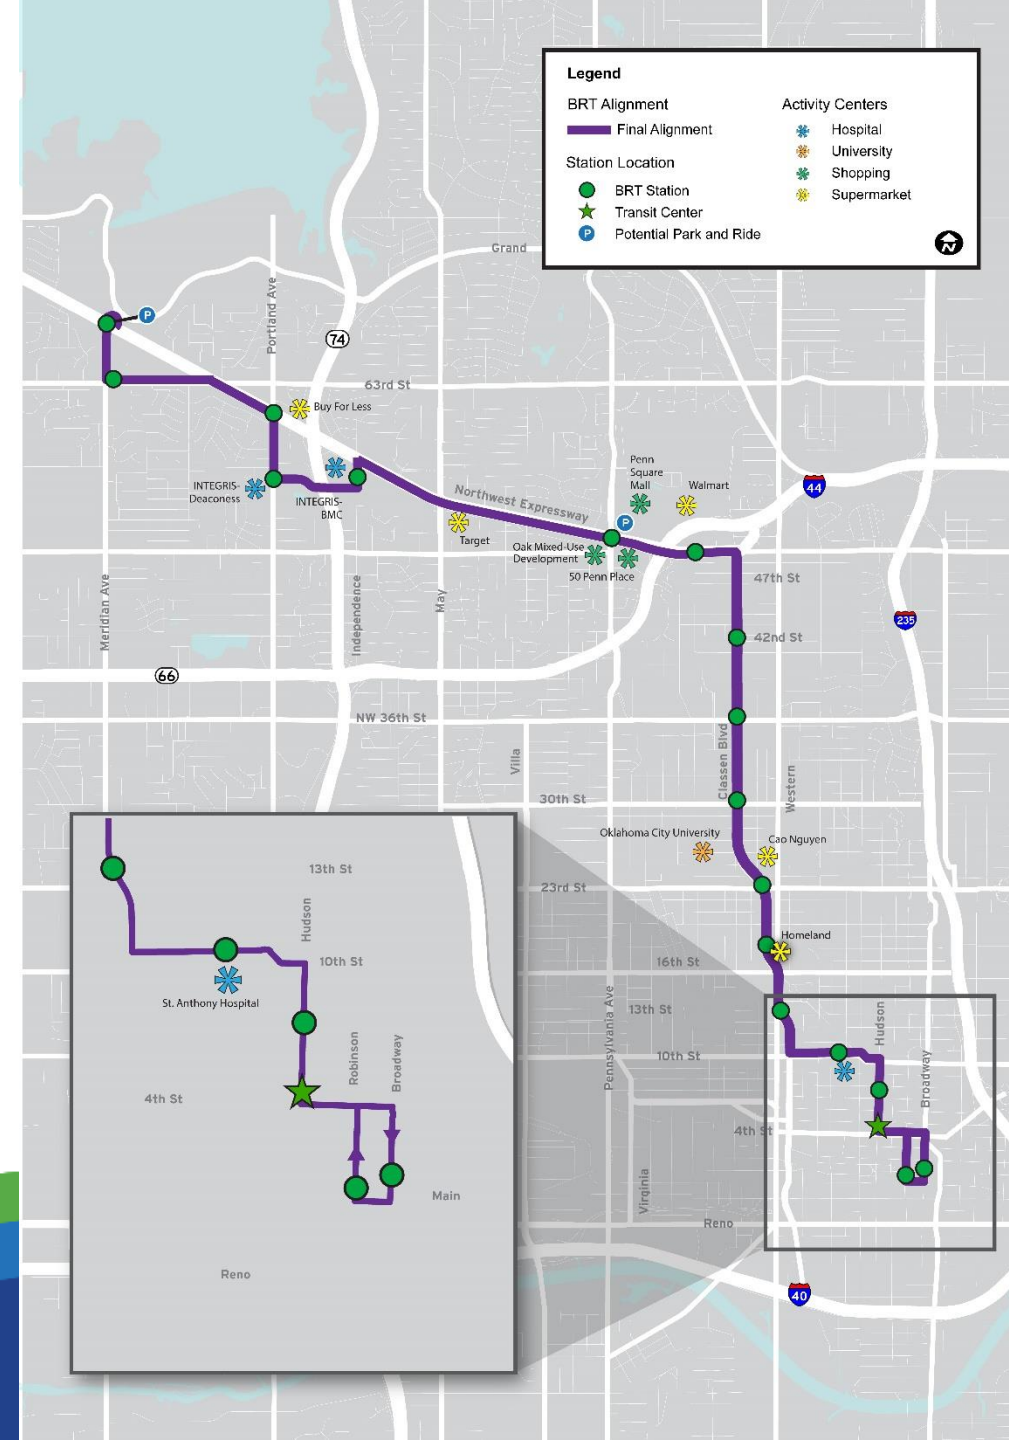 Legend
BRT Alignment
Final Alignment
Station Location
BRT Station
Transit Center
P Potential Park and Ride
Activity Centers
Hospital
University
Shopping
Supermarket
N
Grand
Portland Ave
P
74
63rd St
Buy For Less
INTEGRIS-
Deaconess
INTEGRIS-
BMC
Northwest Expressway
Target
Penn
Square
Mall
Walmart
P
44
Oak Mixed-Use
Development
50 Penn Place
47th St
Meridian Ave
Independence
May
235
42nd St
66
NW 36th St
Villa
Classen Blvd
Western
30th St
Oklahoma City University
Cao Nguyen
23rd St
Homeland
16th St
Pennsylvania Ave
13th St
Hudson
10th St
Broadway
4th St
Virginia
Reno
40
13th St
Hudson
10th St
St. Anthony Hospital
Robinson
Broadway
4th St
Main
Reno